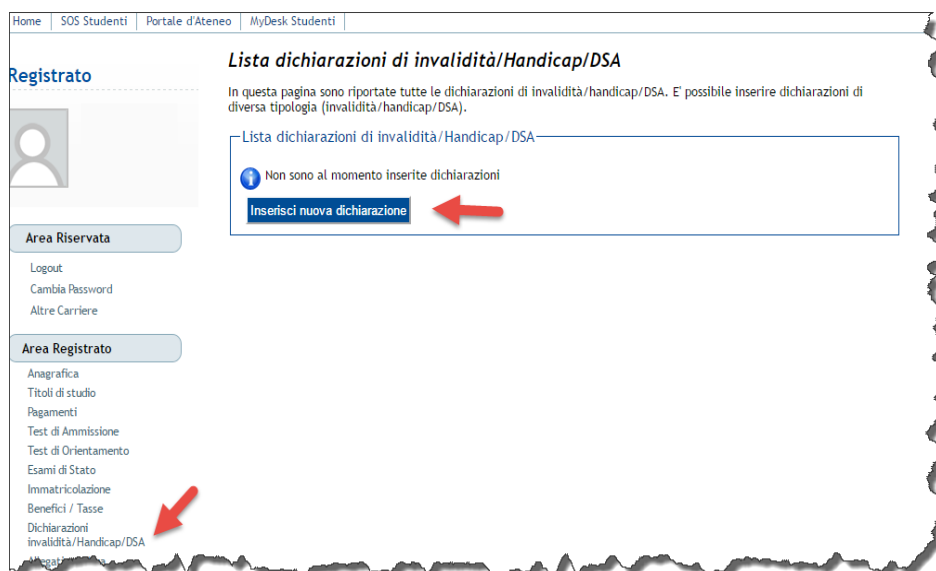 Home SOS Studenti Portale d'Ateneo MyDesk Studenti
Registrato
Lista dichiarazioni di invalidità/Handicap/DSA
In questa pagina sono riportate tutte le dichiarazioni di invalidità/handicap/DSA. E' possibile inserire dichiarazioni di
diversa tipologia (invalidità/handicap/DSA).
Lista dichiarazioni di invalidità/Handicap/DSA
Non sono al momento inserite dichiarazioni
Inserisci nuova dichiarazione
Area Riservata
Logout
Cambia Password
Altre Carriere
Area Registrato
Anagrafica
Titoli di studio
Pagamenti
Test di Ammissione
Test di Orientamento
Esami di Stato
Immatricolazione
Benefici / Tasse
Dichiarazioni
invalidità/Handicap/DSA